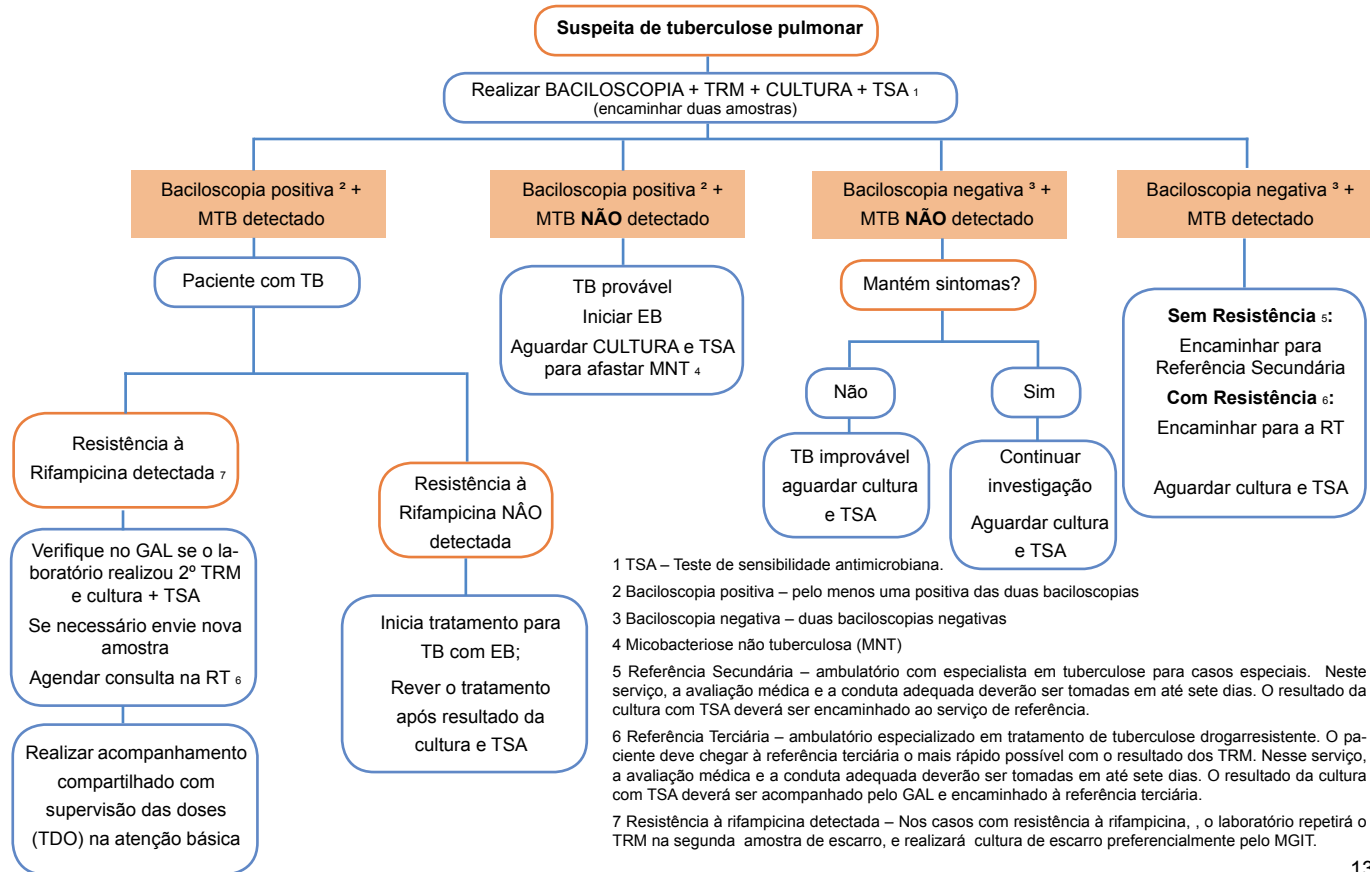 Suspeita de tuberculose pulmonar
Realizar BACILOSCOPIA + TRM + CULTURA + TSA 1
(encaminhar duas amostras)
Baciloscopia positiva ² +
MTB detectado
Baciloscopia positiva ² +
MTB NÃO detectado
Baciloscopia negativa ³ +
MTB NÃO detectado
Baciloscopia negativa ³ +
MTB detectado
Paciente com TB
TB provável
Iniciar EB
Aguardar CULTURA e TSA
para afastar MNT 4
Mantém sintomas?
Não
Sim
TB improvável
aguardar cultura
e TSA
Continuar
investigação
Aguardar cultura
e TSA
Sem Resistência 5:
Encaminhar para
Referência Secundária
Com Resistência 6:
Encaminhar para a RT
Aguardar cultura e TSA
Resistência à
Rifampicina detectada 7
Resistência à
Rifampicina NÂO
detectada
Verifique no GAL se o la-
boratório realizou 2º TRM
e cultura + TSA
Se necessário envie nova
amostra
Agendar consulta na RT 6
Inicia tratamento para
TB com EB;
Rever o tratamento
após resultado da
cultura e TSA
Realizar acompanhamento
compartilhado com
supervisão das doses
(TDO) na atenção básica
1 TSA – Teste de sensibilidade antimicrobiana.
2 Baciloscopia positiva – pelo menos uma positiva das duas baciloscopias
3 Baciloscopia negativa – duas baciloscopias negativas
4 Micobacteriose não tuberculosa (MNT)
5 Referência Secundária – ambulatório com especialista em tuberculose para casos especiais. Neste
serviço, a avaliação médica e a conduta adequada deverão ser tomadas em até sete dias. O resultado da
cultura com TSA deverá ser encaminhado ao serviço de referência.
6 Referência Terciária – ambulatório especializado em tratamento de tuberculose drogarresistente. O pa-
ciente deve chegar à referência terciária o mais rápido possível com o resultado dos TRM. Nesse serviço,
a avaliação médica e a conduta adequada deverão ser tomadas em até sete dias. O resultado da cultura
com TSA deverá ser acompanhado pelo GAL e encaminhado à referência terciária.
7 Resistência à rifampicina detectada – Nos casos com resistência à rifampicina, , o laboratório repetirá o
TRM na segunda amostra de escarro, e realizará cultura de escarro preferencialmente pelo MGIT.
13